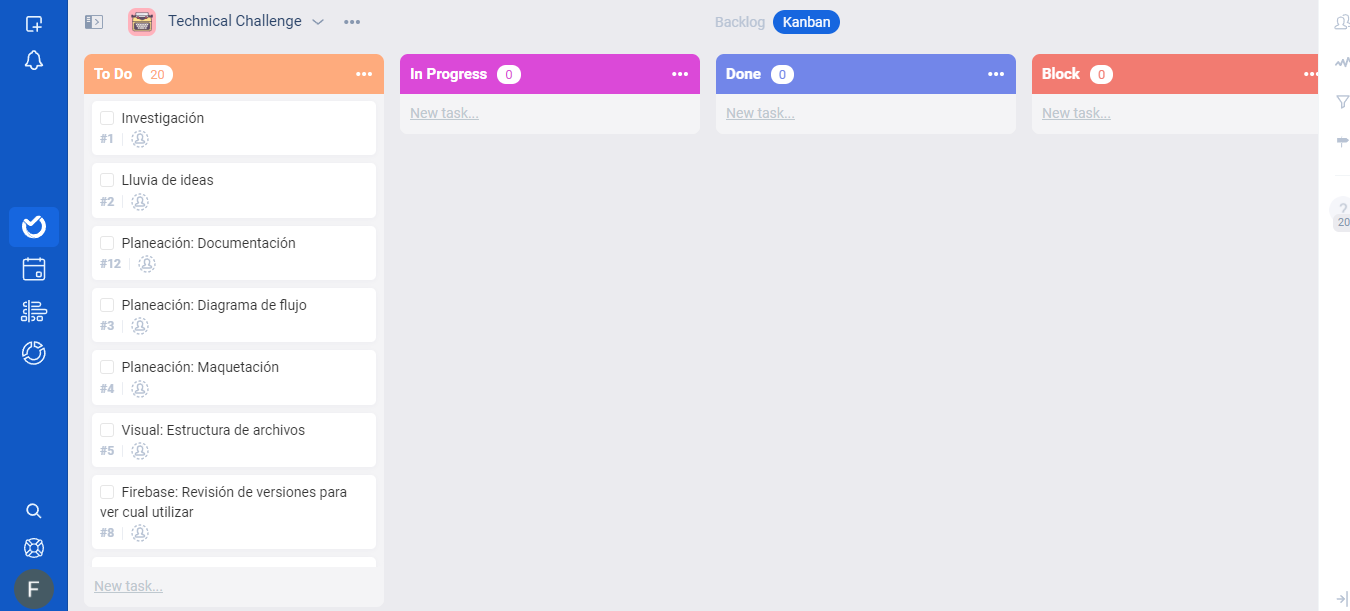 Technical Challenge
Backlog Kanban
To Do 20
Investigación
#1
Lluvia de ideas
#2
Planeación: Documentación
#12
Planeación: Diagrama de flujo
#3
Planeación: Maquetación
#4
Visual: Estructura de archivos
#5
Firebase: Revisión de versiones para
ver cual utilizar
#8
New task...
In Progress 0
New task...
Done 0
New task...
Block 0
New task...
?
20
F